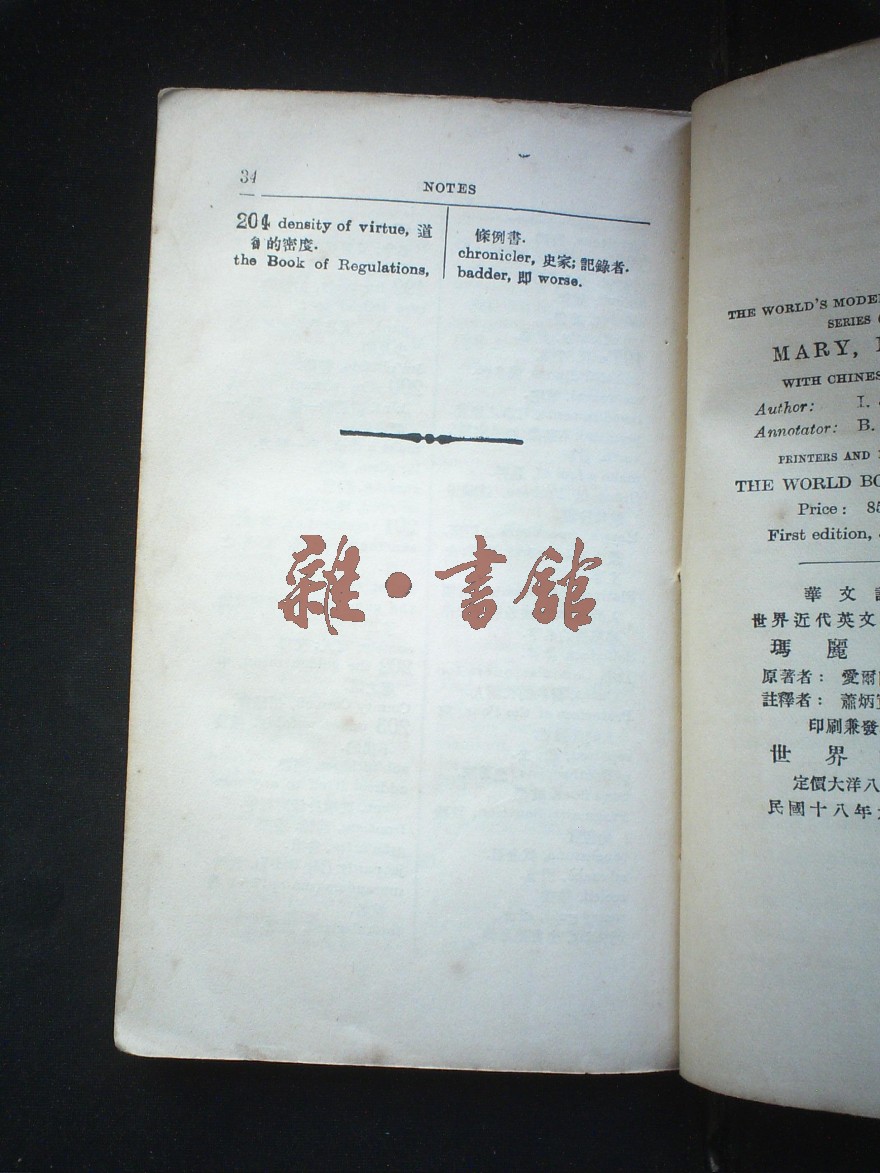 34
NOTES
204 density of virtue, 道
德的密度.
the Book of Regulations,
條例書.
chronicler, 史家; 記錄者.
badder, 即 worse.
雜·書館
THE WORLD'S MODE
SERIES
MARY,
WITH CHINES
Author: I.
Annotator: B.
PRINTERS AND
THE WORLD BO
Price: 85
First edition,
華文
世界近代英文
瑪麗
原著者：愛爾
註釋者：蕭炳
印刷兼發
世界
定價大洋八
民國十八年